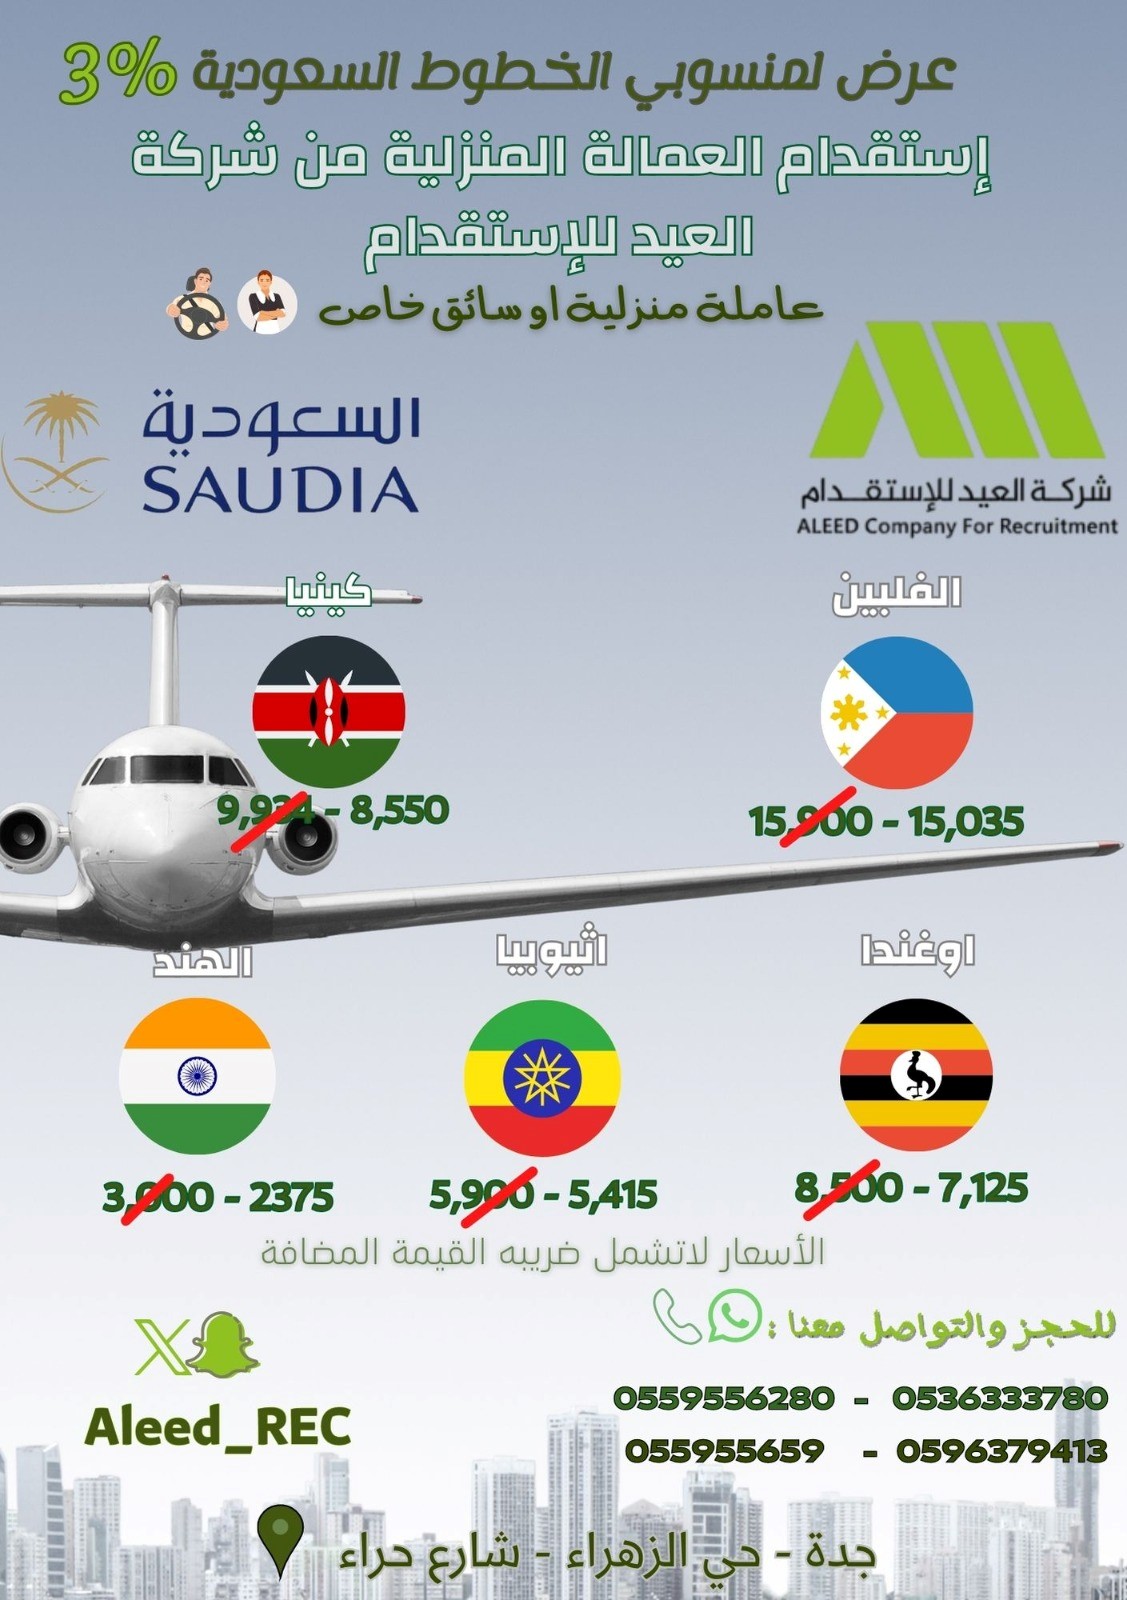 عرض لمنسوبي الخطوط السعودية 3%
إستقدام العمالة المنزلية من شركة
العيد للإستقدام
عاملة منزلية او سائق خاص
السعودية
SAUDIA
شركة العيد للإستقدام
ALEED Company For Recruitment
الفلبين
كينيا
15,900 - 15,035
9,934 - 8,550
اوغندا
اثيوبيا
الهند
8,500 - 7,125
5,900 - 5,415
3,000 - 2375
الأسعار لاتشمل ضريبه القيمة المضافة
للحجز والتواصل معنا :
0559556280 - 0536333780
055955659 - 0596379413
Aleed_REC
جدة - حي الزهراء - شارع حراء